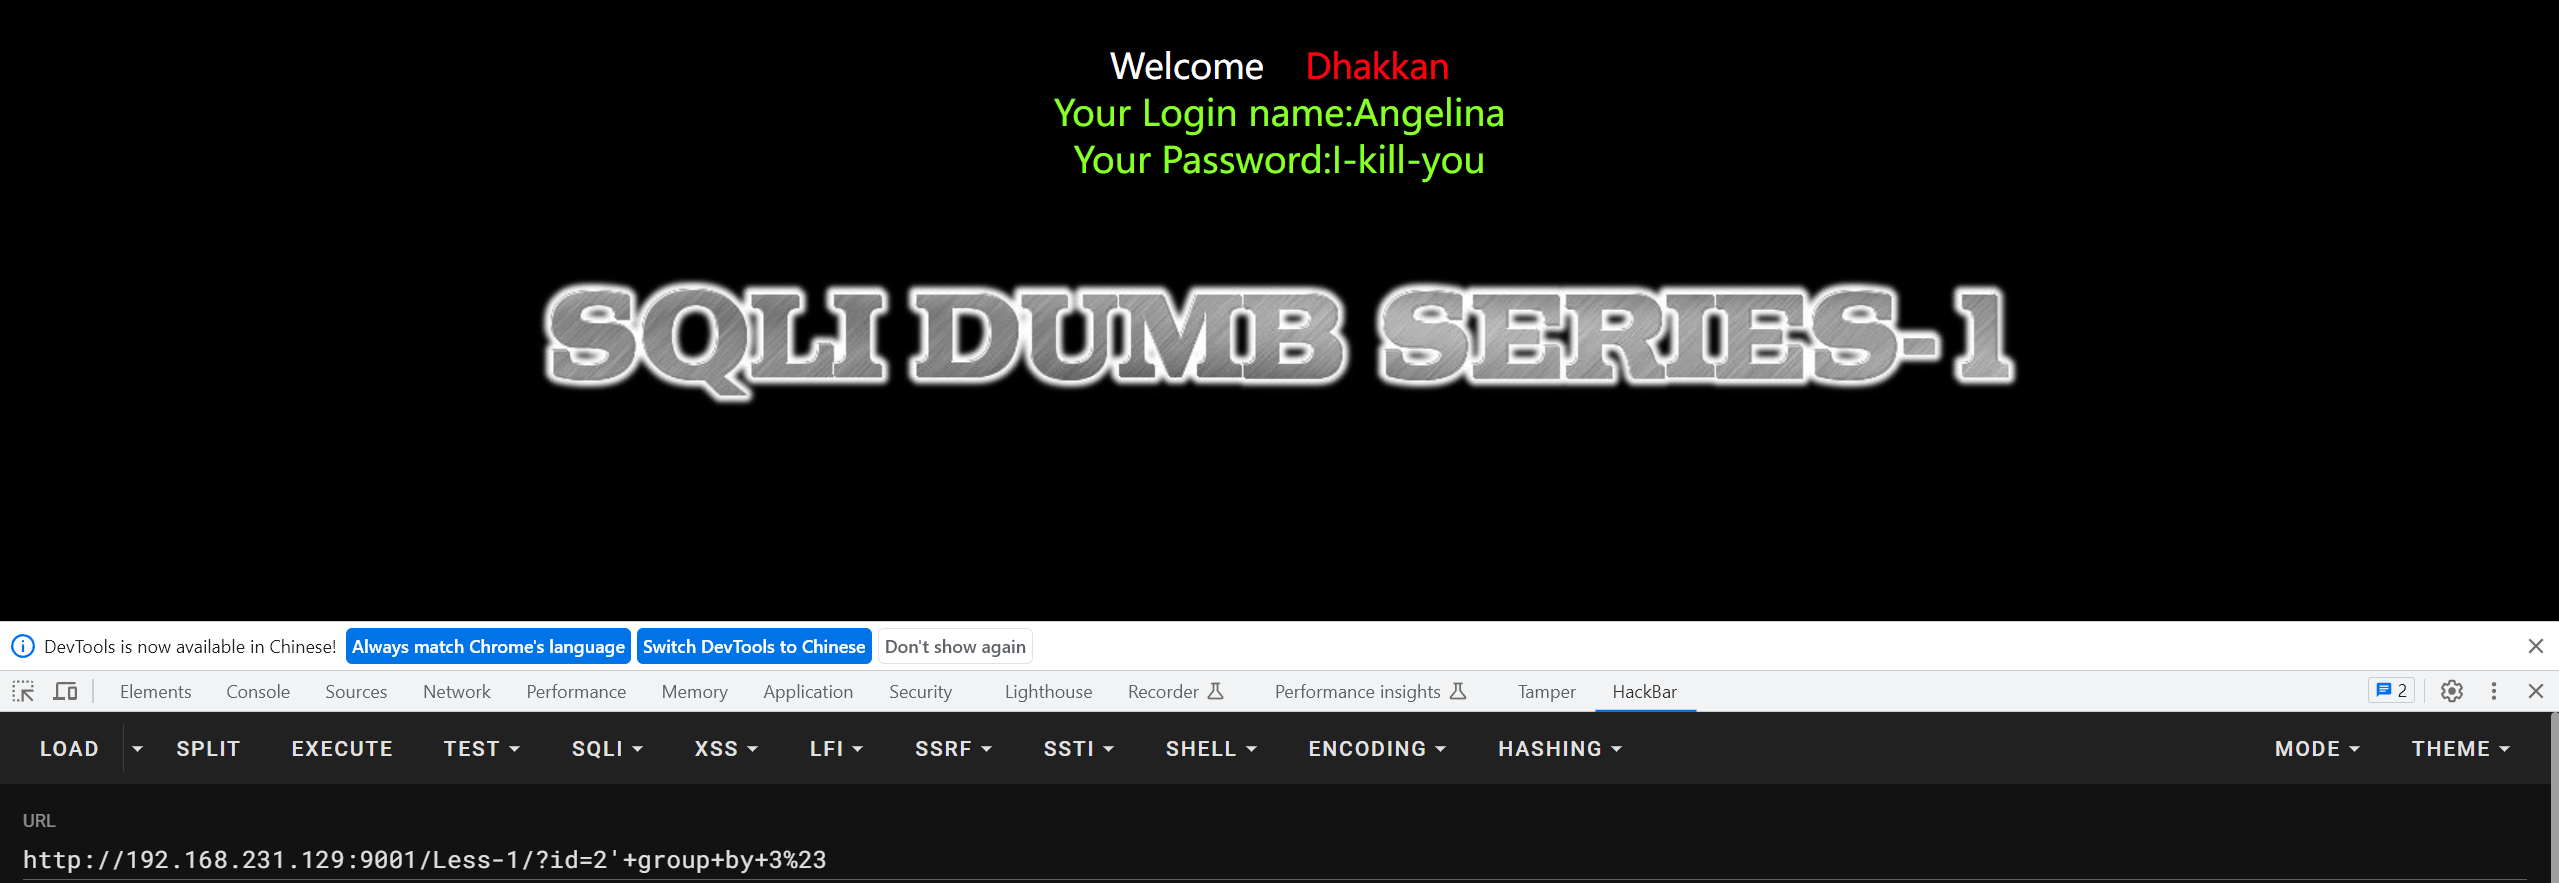 Welcome Dhakkan
Your Login name:Angelina
Your Password:I-kill-you
SQLI DUMB SERIES-1
DevTools is now available in Chinese! Always match Chrome's language Switch DevTools to Chinese Don't show again
Elements Console Sources Network Performance Memory Application Security Lighthouse Recorder Performance insights Tamper HackBar 2
LOAD SPLIT EXECUTE TEST SQLI XSS LFI SSRF SSTI SHELL ENCODING HASHING MODE THEME
URL
http://192.168.231.129:9001/Less-1/?id=2'+group+by+3%23